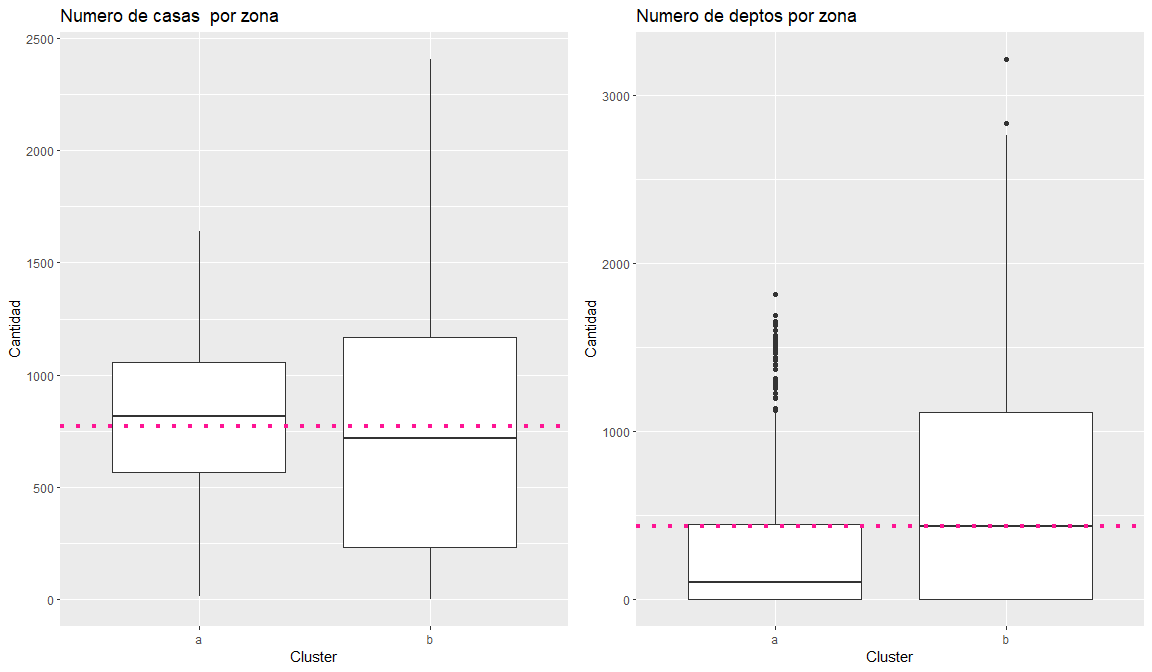 Numero de casas  por zona
2500
2000
1500
1000
500
0
Cantidad
a
b
Cluster
Numero de deptos por zona
3000
2000
1000
0
Cantidad
a
b
Cluster